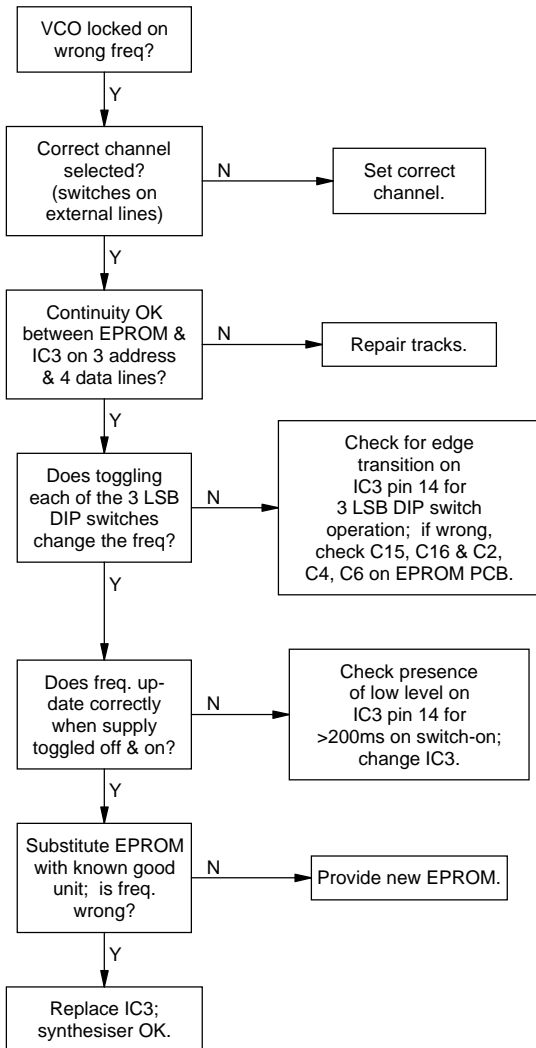 VCO locked on
wrong freq?
Y
Correct channel
selected?
(switches on
external lines)
N
Set correct
channel.
Y
Continuity OK
between EPROM &
IC3 on 3 address
& 4 data lines?
N
Repair tracks.
Y
Does toggling
each of the 3 LSB
DIP switches
change the freq?
N
Check for edge
transition on
IC3 pin 14 for
3 LSB DIP switch
operation; if wrong,
check C15, C16 & C2,
C4, C6 on EPROM PCB.
Y
Does freq. up-
date correctly
when supply
toggled off & on?
N
Check presence
of low level on
IC3 pin 14 for
>200ms on switch-on;
change IC3.
Y
Substitute EPROM
with known good
unit; is freq.
wrong?
N
Provide new EPROM.
Y
Replace IC3;
synthesiser OK.